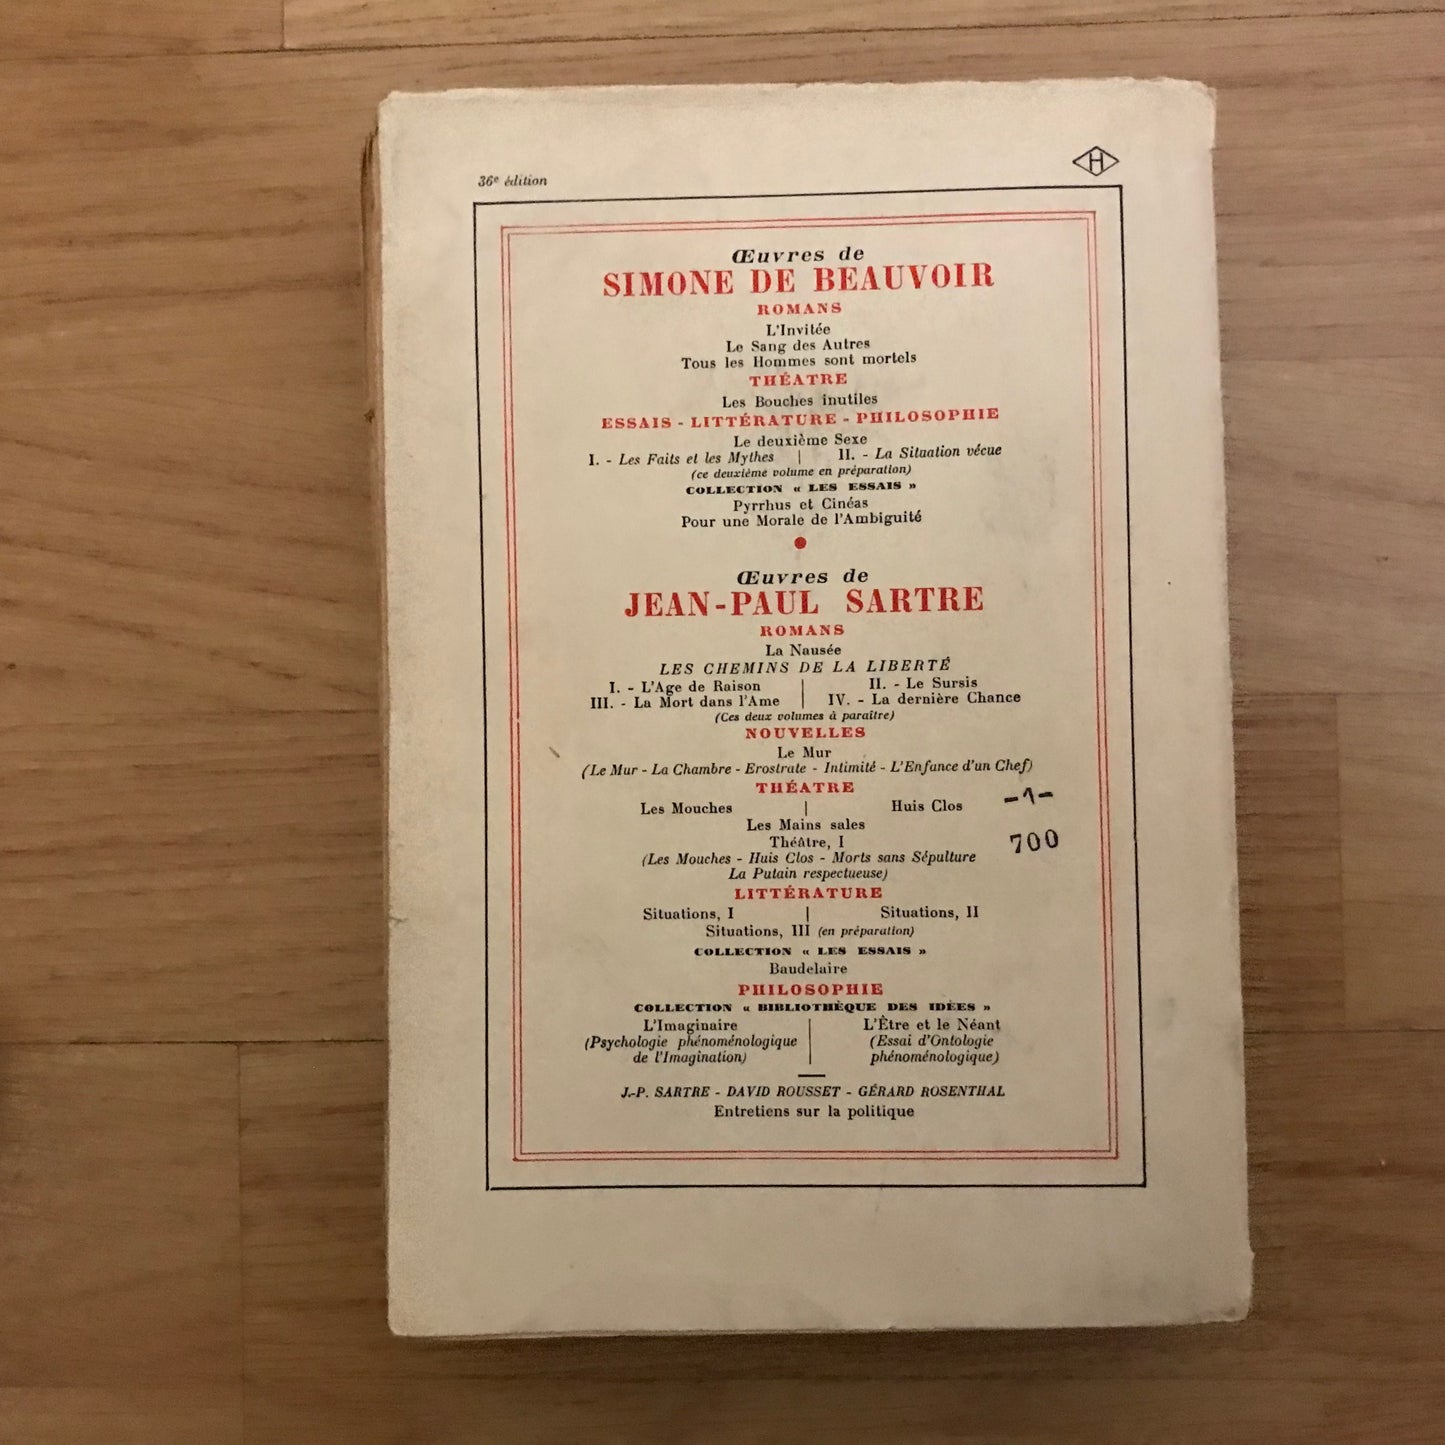 36e édition
H
Œuvres de
SIMONE DE BEAUVOIR
ROMANS
L'Invitée
Le Sang des Autres
Tous les Hommes sont mortels
THÉATRE
Les Bouches inutiles
ESSAIS - LITTÉRATURE - PHILOSOPHIE
Le deuxième Sexe
I. - Les Faits et les Mythes | II. - La Situation vécue
(ce deuxième volume en préparation)
COLLECTION « LES ESSAIS »
Pyrrhus et Cinéas
Pour une Morale de l'Ambiguité
Œuvres de
JEAN-PAUL SARTRE
ROMANS
La Nausée
LES CHEMINS DE LA LIBERTÉ
I. - L'Age de Raison | II. - Le Sursis
III. - La Mort dans l'Ame | IV. - La dernière Chance
(Ces deux volumes à paraître)
NOUVELLES
Le Mur
(Le Mur - La Chambre - Erostrate - Intimité - L'Enfance d'un Chef)
THÉATRE
Les Mouches | Huis Clos
-1-
Les Mains sales
Théâtre, I
700
(Les Mouches - Huis Clos - Morts sans Sépulture
La Putain respectueuse)
LITTÉRATURE
Situations, I | Situations, II
Situations, III (en préparation)
COLLECTION « LES ESSAIS »
Baudelaire
PHILOSOPHIE
COLLECTION « BIBLIOTHÈQUE DES IDÉES »
L'Imaginaire | L'Être et le Néant
(Psychologie phénoménologique | (Essai d'Ontologie
de l'Imagination) | phénoménologique)
J.-P. SARTRE - DAVID ROUSSET - GÉRARD ROSENTHAL
Entretiens sur la politique